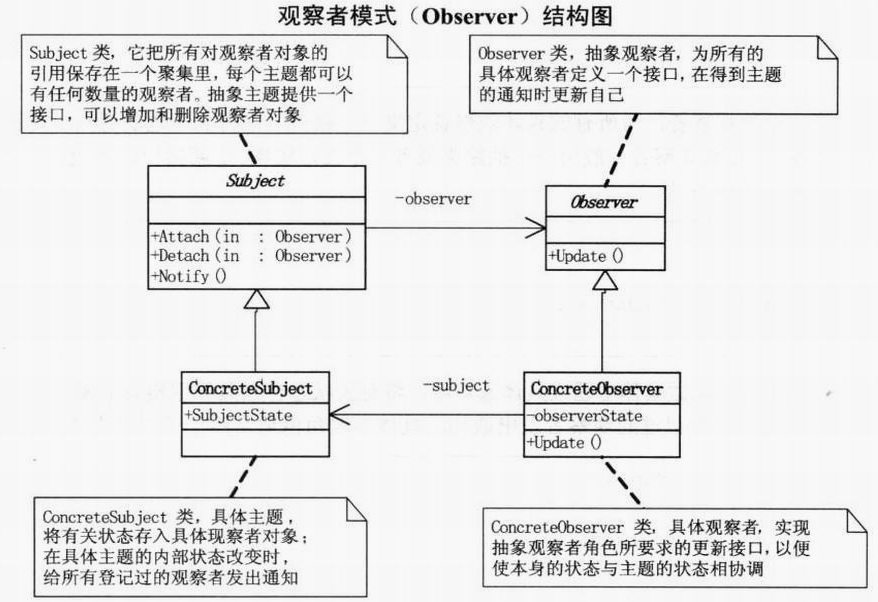 观察者模式（Observer）结构图
Subject 类，它把所有对观察者对象的
引用保存在一个聚集里，每个主题都可以
有任何数量的观察者。抽象主题提供一个
接口，可以增加和删除观察者对象
Observer 类，抽象观察者，为所有的
具体观察者定义一个接口，在得到主题
的通知时更新自己
Subject
+Attach(in : Observer)
+Detach(in : Observer)
+Notify()
-observer
Observer
+Update()
ConcreteSubject
+SubjectState
-subject
ConcreteObserver
-observerState
+Update()
ConcreteSubject 类，具体主题，
将有关状态存入具体现察者对象；
在具体主题的内部状态改变时，
给所有登记过的观察者发出通知
ConcreteObserver 类，具体观察者，实现
抽象观察者角色所要求的更新接口，以便
使本身的状态与主题的状态相协调